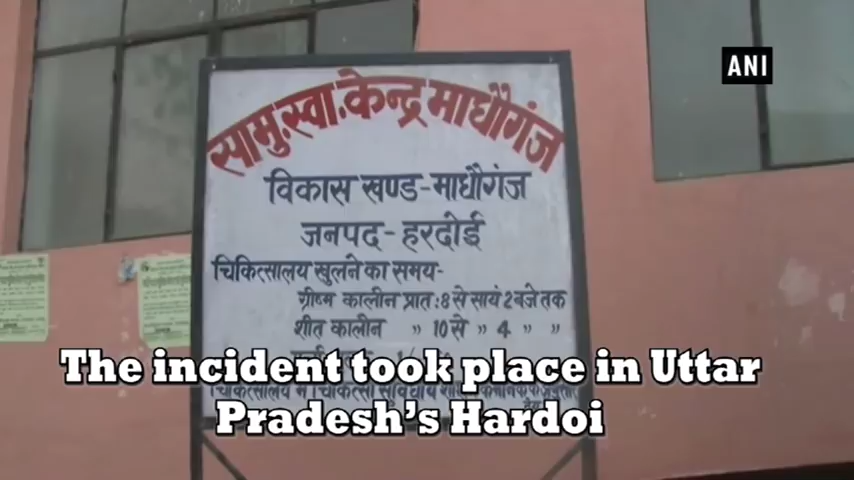 ANI
सामु.स्वा.केन्द्र माधौगंज
विकास खण्ड-माधौगंज
जनपद-हरदोई
चिकित्सालय खुलने का समय-
ग्रीष्म कालीन प्रात: 8 से सायं 2 बजे तक
शीत कालीन " 10 से " 4 " "
The incident took place in Uttar
Pradesh's Hardoi
चिकित्सालय में